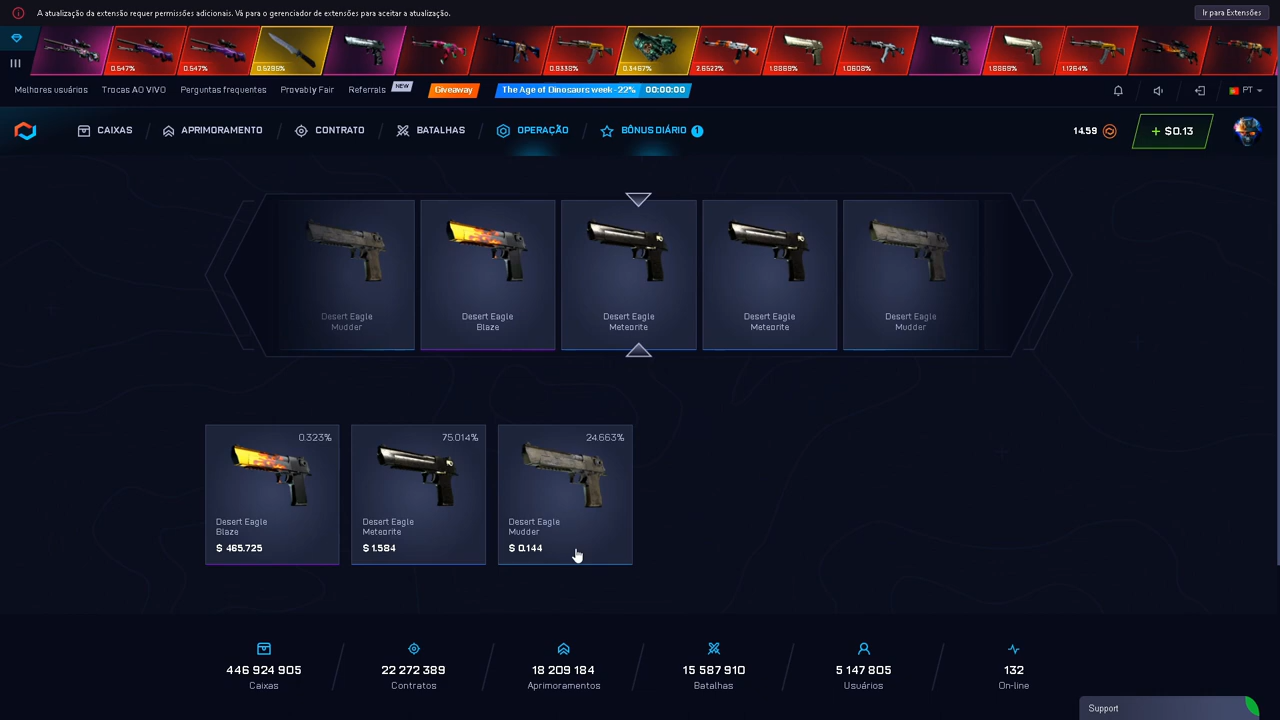 A atualização da extensão requer permissões adicionais. Vá para o gerenciador de extensões para aceitar a atualização.
Ir para Extensões
0.547%
0.547%
0.5295%
0.9338%
0.3467%
2.6522%
1.8869%
1.0608%
1.8869%
1.1264%
Melhores usuários
Trocas AO VIVO
Perguntas frequentes
Provably Fair
Referrals
NEW
Giveaway
The Age of Dinosaurs week -22%
00:00:00
PT
CAIXAS
APRIMORAMENTO
CONTRATO
BATALHAS
OPERAÇÃO
BÔNUS DIÁRIO
1
14.59
+ $0.13
Desert Eagle
Mudder
Desert Eagle
Blaze
Desert Eagle
Meteorite
Desert Eagle
Meteorite
Desert Eagle
Mudder
0.323%
Desert Eagle
Blaze
$ 465.725
75.014%
Desert Eagle
Meteorite
$ 1.584
24.663%
Desert Eagle
Mudder
$ 0.144
446 924 905
Caixas
22 272 389
Contratos
18 209 184
Aprimoramentos
15 587 910
Batalhas
5 147 805
Usuários
132
On-line
Support